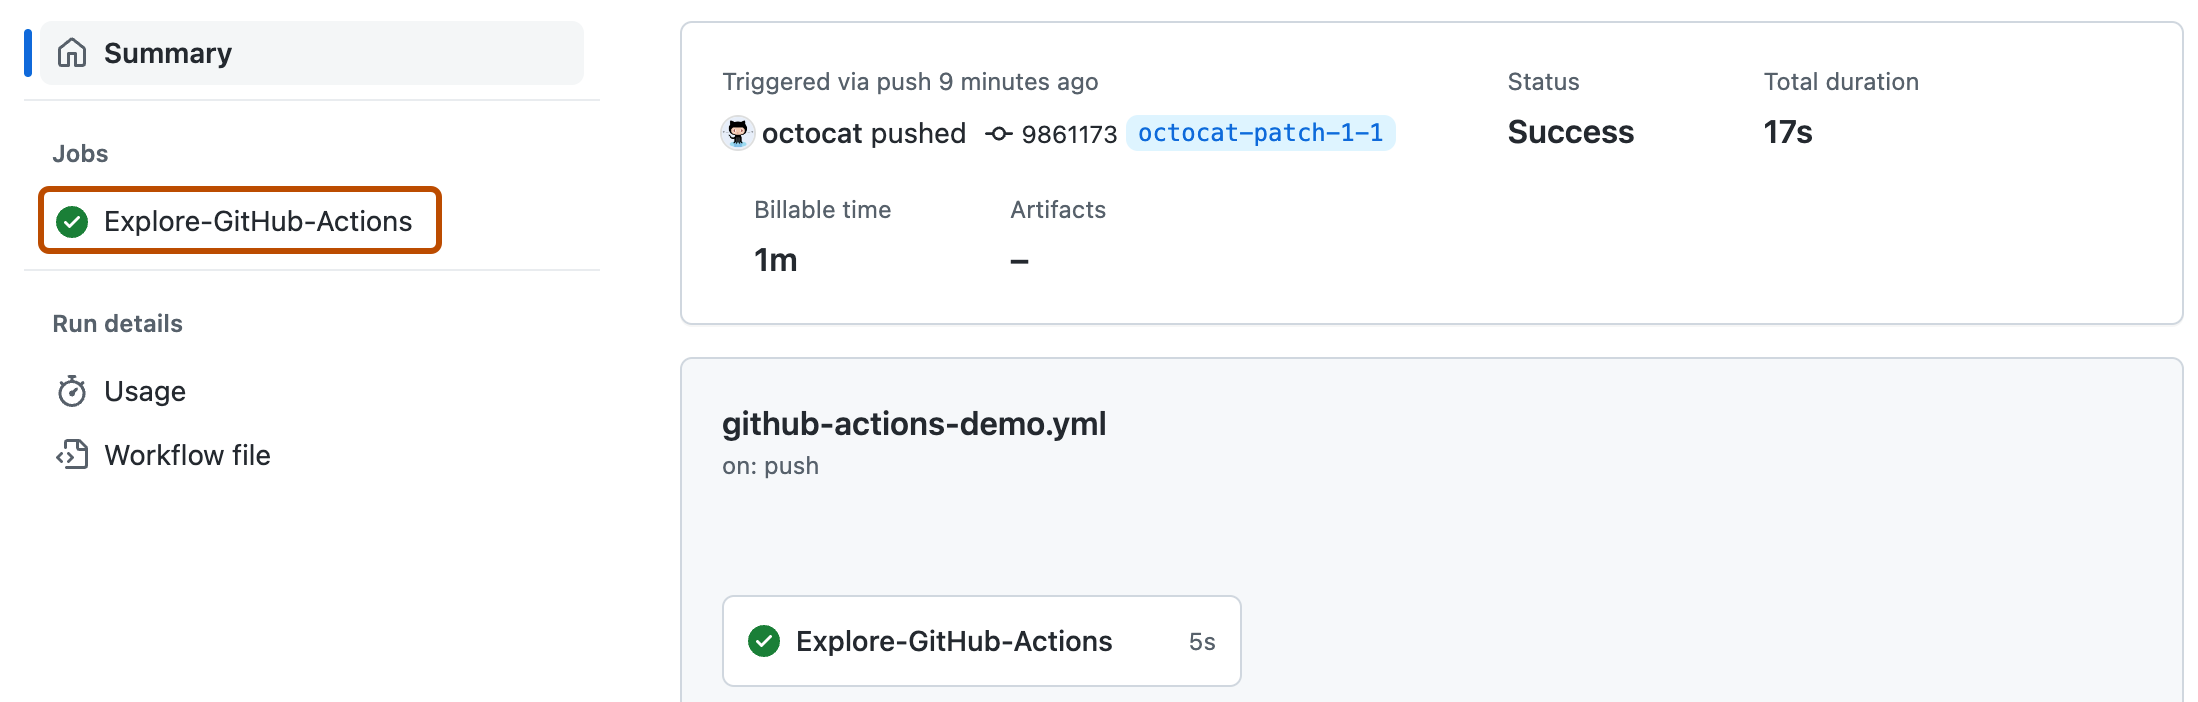 Summary
Jobs
Explore-GitHub-Actions
Run details
Usage
Workflow file
Triggered via push 9 minutes ago
octocat pushed 9861173 octocat-patch-1-1
Status
Success
Total duration
17s
Billable time
1m
Artifacts
–
github-actions-demo.yml
on: push
Explore-GitHub-Actions 5s